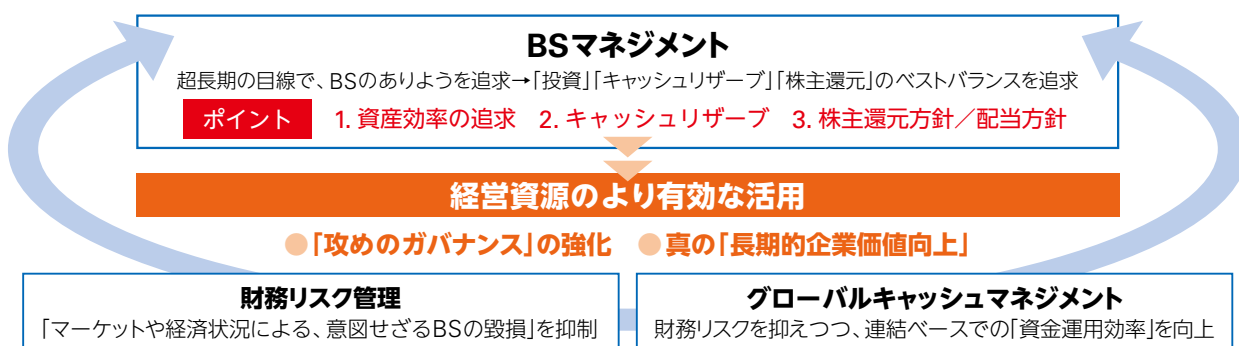 BSマネジメント
超長期の目線で、BSのありようを追求→「投資」「キャッシュリザーブ」「株主還元」のベストバランスを追求
ポイント 1. 資産効率の追求 2. キャッシュリザーブ 3. 株主還元方針／配当方針
経営資源のより有効な活用
●「攻めのガバナンス」の強化 ●真の「長期的企業価値向上」
財務リスク管理
「マーケットや経済状況による、意図せざるBSの毀損」を抑制
グローバルキャッシュマネジメント
財務リスクを抑えつつ、連結ベースでの「資金運用効率」を向上